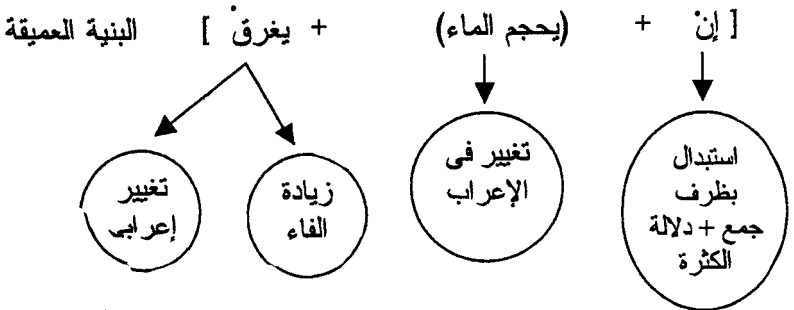 [ إنْ + (يحجم الماء) + يغرقْ ] البنية العميقة
استبدال
بظرف
جمع + دلالة
الكثرة
تغيير فى
الإعراب
زيادة
الفاء
تغيير
إعرابى